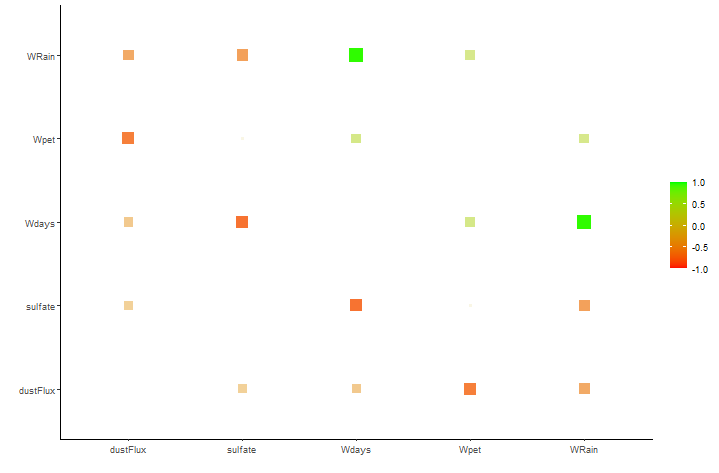 WRain
Wpet
Wdays
sulfate
dustFlux
dustFlux sulfate Wdays Wpet WRain
1.0
0.5
0.0
-0.5
-1.0